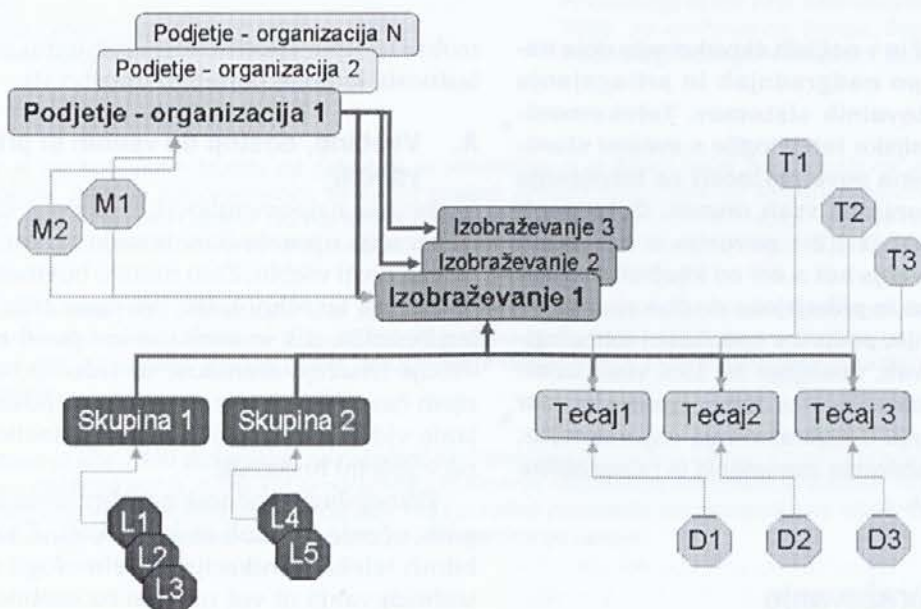 Podjetje - organizacija N
Podjetje - organizacija 2
Podjetje - organizacija 1
M2
M1
T1
T2
T3
Izobraževanje 3
Izobraževanje 2
Izobraževanje 1
Skupina 1
Skupina 2
Tečaj1
Tečaj2
Tečaj 3
L1
L2
L3
L4
L5
D1
D2
D3